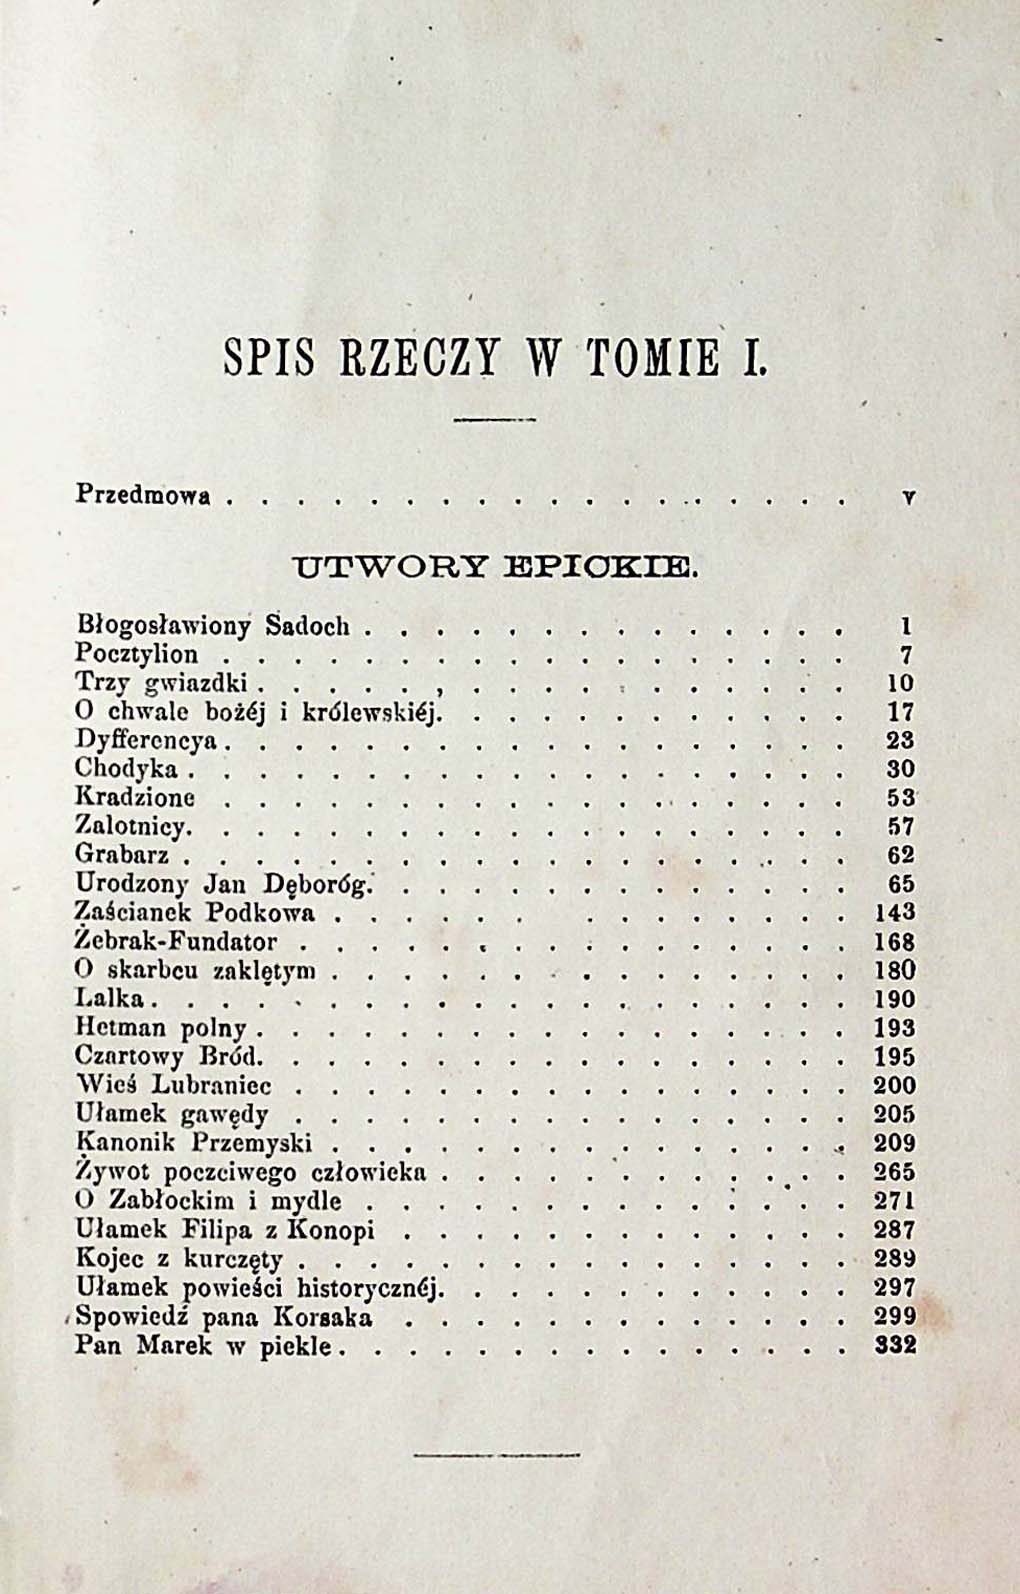 SPIS RZECZY W TOMIE I.
Przedmowa . . . . . . . . . . . . . . . . . . v
UTWORY EPICKIE.
Błogosławiony Sadoch . . . . . . . . . . . . . . 1
Pocztylion . . . . . . . . . . . . . . . . . . 7
Trzy gwiazdki . . . . . . . . . . . . . . . . . 10
O chwale bożéj i królewskiéj. . . . . . . . . . . . 17
Dyfferencya . . . . . . . . . . . . . . . . . . 23
Chodyka . . . . . . . . . . . . . . . . . . . 30
Kradzione . . . . . . . . . . . . . . . . . . 53
Zalotnicy. . . . . . . . . . . . . . . . . . . 57
Grabarz . . . . . . . . . . . . . . . . . . . 62
Urodzony Jan Dęboróg. . . . . . . . . . . . . . 65
Zaścianek Podkowa . . . . . . . . . . . . . . 143
Żebrak-Fundator . . . . . . . . . . . . . . . . 168
O skarbcu zaklętym . . . . . . . . . . . . . . . 180
Lalka . . . . . . . . . . . . . . . . . . . . 190
Hetman polny . . . . . . . . . . . . . . . . . 193
Czartowy Bród. . . . . . . . . . . . . . . . . 195
Wieś Lubraniec . . . . . . . . . . . . . . . . 200
Ułamek gawędy . . . . . . . . . . . . . . . . 205
Kanonik Przemyski . . . . . . . . . . . . . . . 209
Żywot poczciwego człowieka . . . . . . . . . . . . 265
O Zabłockim i mydle . . . . . . . . . . . . . . 271
Ułamek Filipa z Konopi . . . . . . . . . . . . . 287
Kojec z kurczęty . . . . . . . . . . . . . . . . 289
Ułamek powieści historycznéj. . . . . . . . . . . . 297
Spowiedź pana Korsaka . . . . . . . . . . . . . 299
Pan Marek w piekle . . . . . . . . . . . . . . . 332